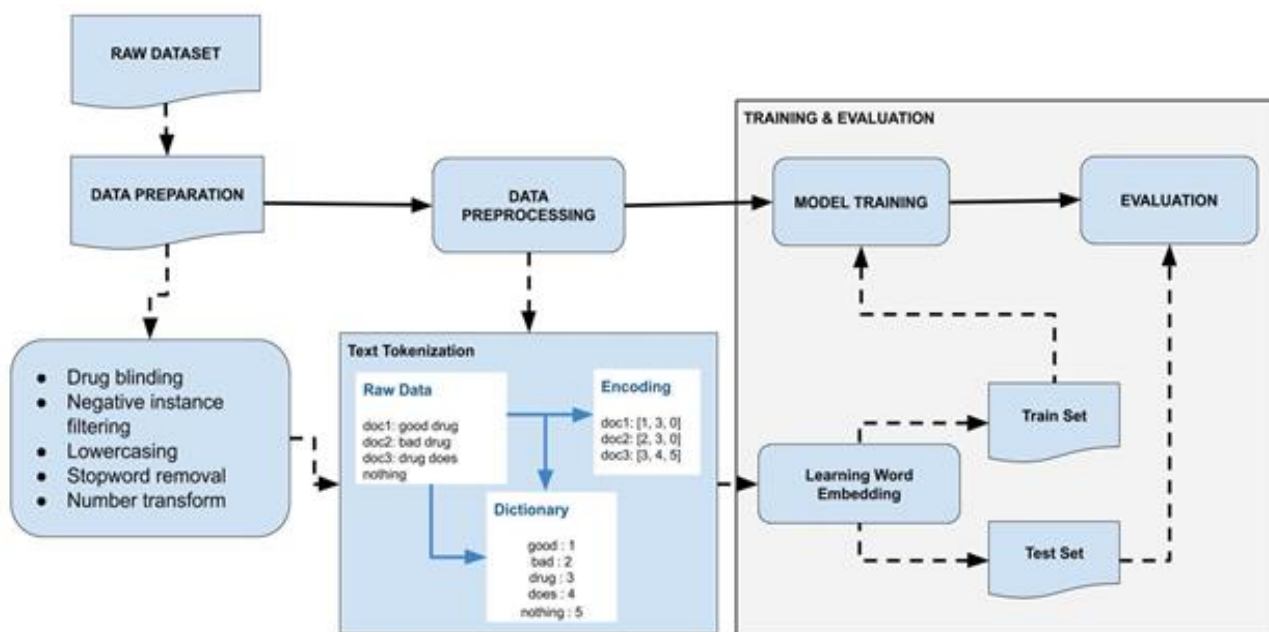 RAW DATASET
DATA PREPARATION
DATA
PREPROCESSING
TRAINING & EVALUATION
MODEL TRAINING
EVALUATION
● Drug blinding
● Negative instance
filtering
● Lowercasing
● Stopword removal
● Number transform
Text Tokenization
Raw Data
doc1: good drug
doc2: bad drug
doc3: drug does
nothing
Encoding
doc1: [1, 3, 0]
doc2: [2, 3, 0]
doc3: [3, 4, 5]
Dictionary
good : 1
bad : 2
drug : 3
does : 4
nothing : 5
Learning Word
Embedding
Train Set
Test Set